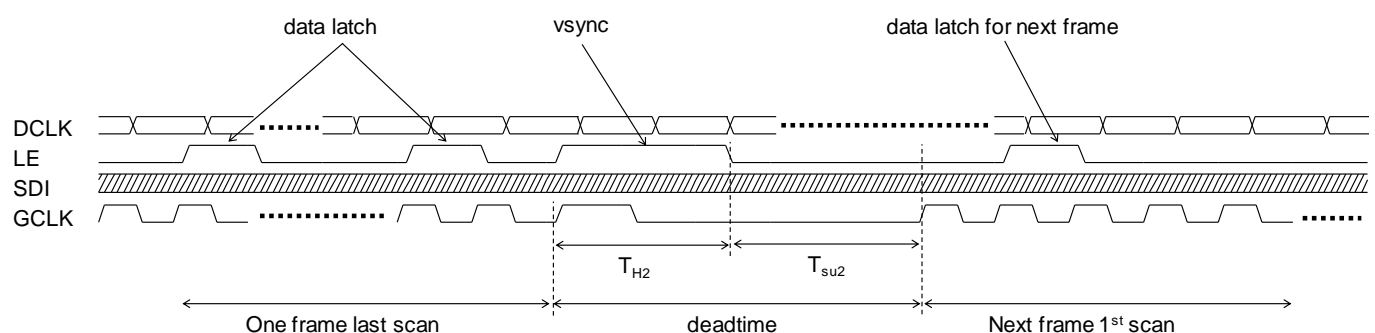 data latch vsync data latch for next frame
DCLK
LE
SDI
GCLK
TH2 Tsu2
One frame last scan deadtime Next frame 1st scan